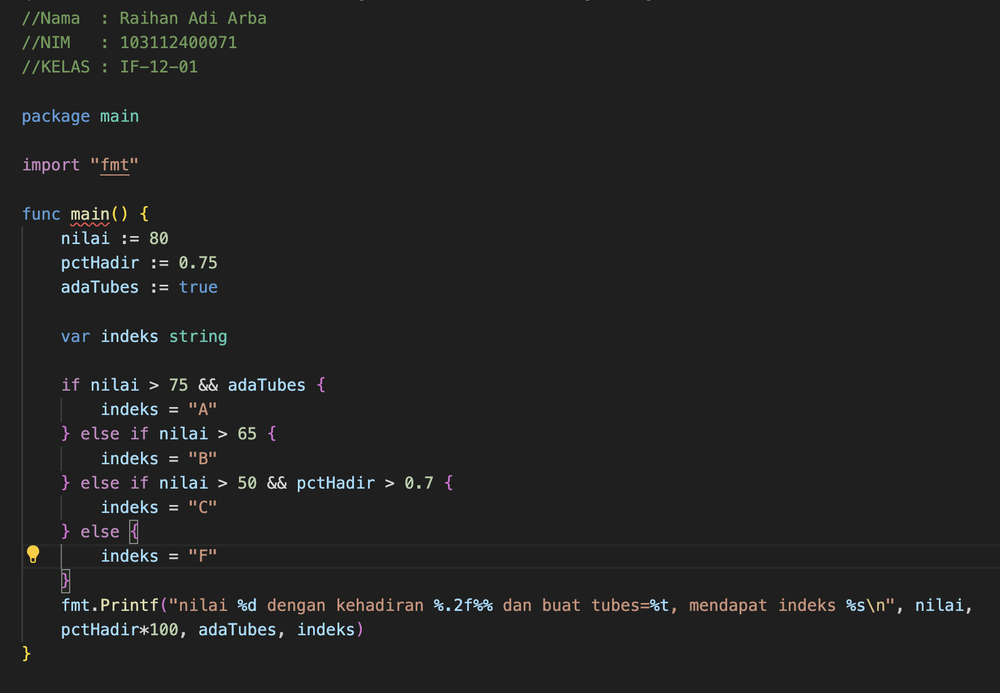 //Nama  : Raihan Adi Arba
//NIM   : 103112400071
//KELAS : IF-12-01
package main
import "fmt"
func main() {
    nilai := 80
    pctHadir := 0.75
    adaTubes := true
    var indeks string
    if nilai > 75 && adaTubes {
        indeks = "A"
    } else if nilai > 65 {
        indeks = "B"
    } else if nilai > 50 && pctHadir > 0.7 {
        indeks = "C"
    } else {
        indeks = "F"
    }
    fmt.Printf("nilai %d dengan kehadiran %.2f%% dan buat tubes=%t, mendapat indeks %s\n", nilai,
    pctHadir*100, adaTubes, indeks)
}